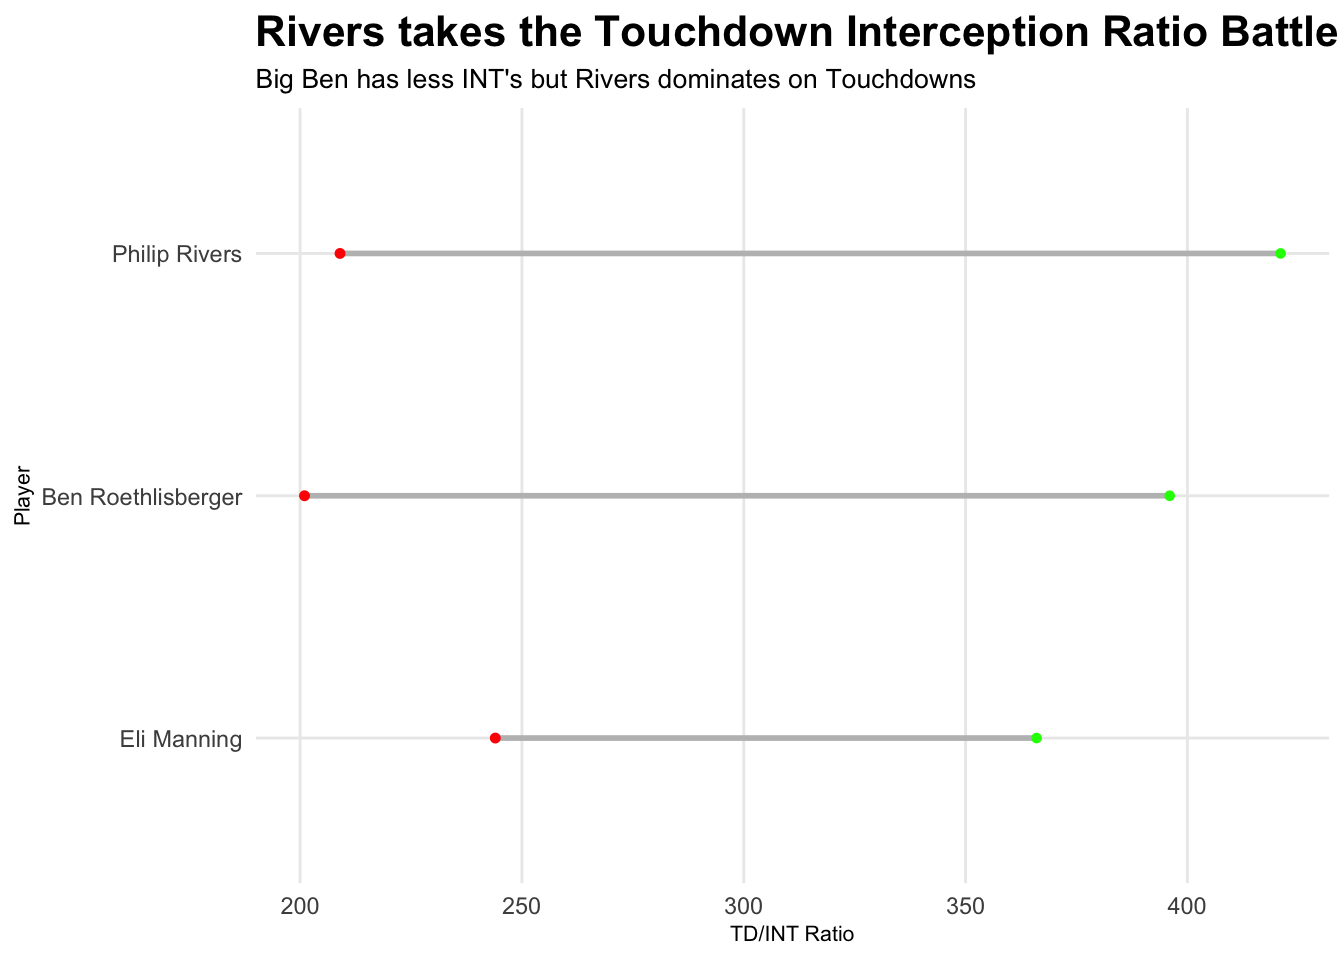 Rivers takes the Touchdown Interception Ratio Battle
Big Ben has less INT's but Rivers dominates on Touchdowns
Philip Rivers
Ben Roethlisberger
Eli Manning
Player
200 250 300 350 400
TD/INT Ratio